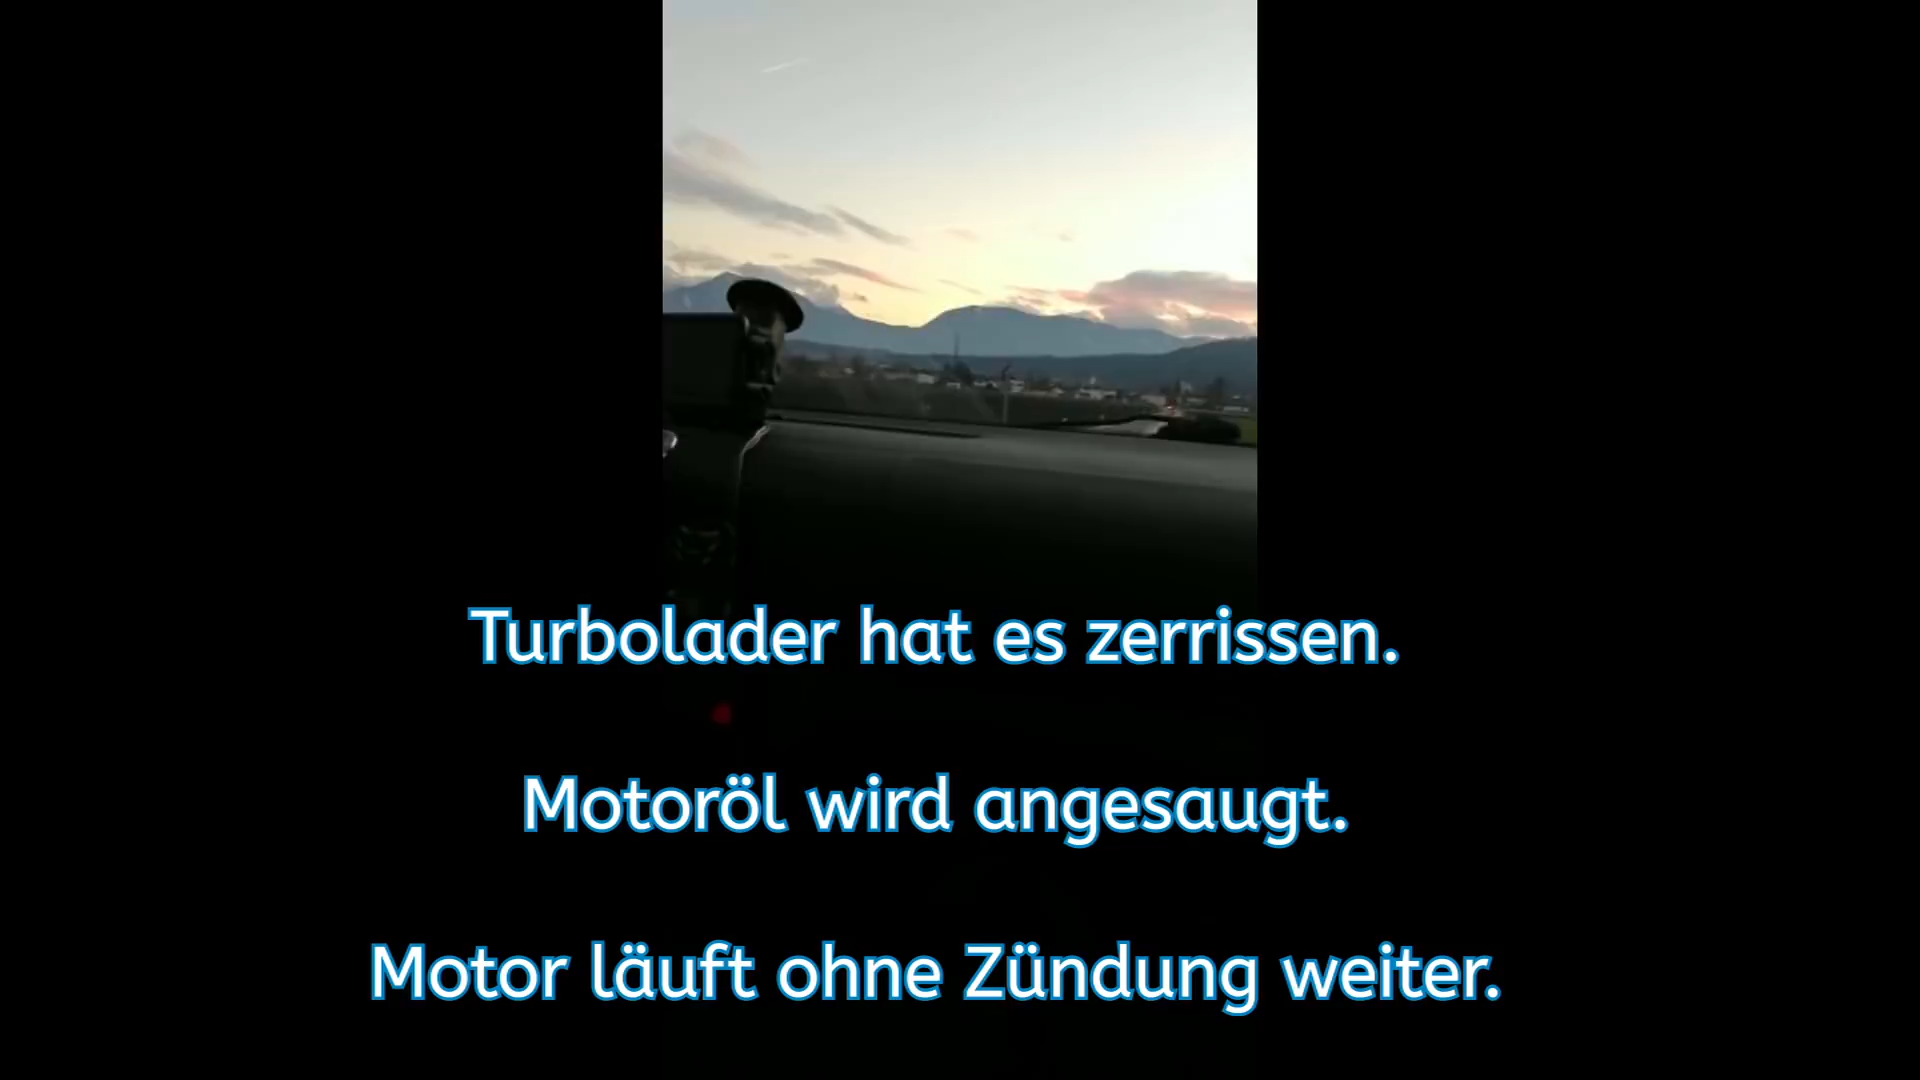 Turbolader hat es zerrissen.
Motoröl wird angesaugt.
Motor läuft ohne Zündung weiter.